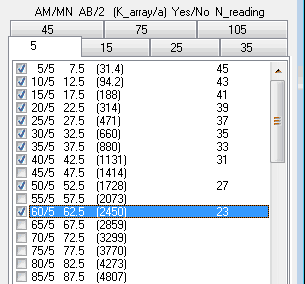 AM/MN AB/2 (K_array/a) Yes/No N_reading
45 75 105
5 15 25 35
5/5 7.5 (31.4) 45
10/5 12.5 (94.2) 43
15/5 17.5 (188) 41
20/5 22.5 (314) 39
25/5 27.5 (471) 37
30/5 32.5 (660) 35
35/5 37.5 (880) 33
40/5 42.5 (1131) 31
45/5 47.5 (1414)
50/5 52.5 (1728) 27
55/5 57.5 (2073)
60/5 62.5 (2450) 23
65/5 67.5 (2859)
70/5 72.5 (3299)
75/5 77.5 (3770)
80/5 82.5 (4273)
85/5 87.5 (4807)